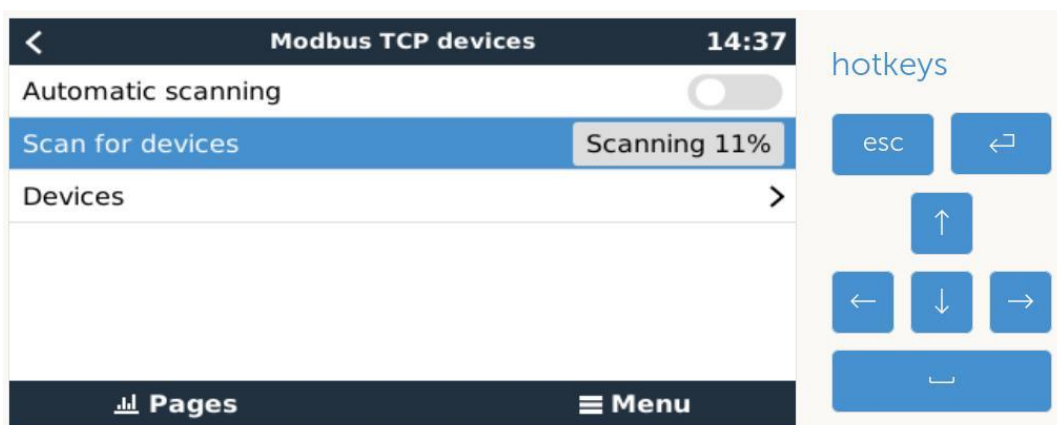 Modbus TCP devices 14:37
Automatic scanning
Scan for devices Scanning 11%
Devices
Pages Menu
hotkeys
esc